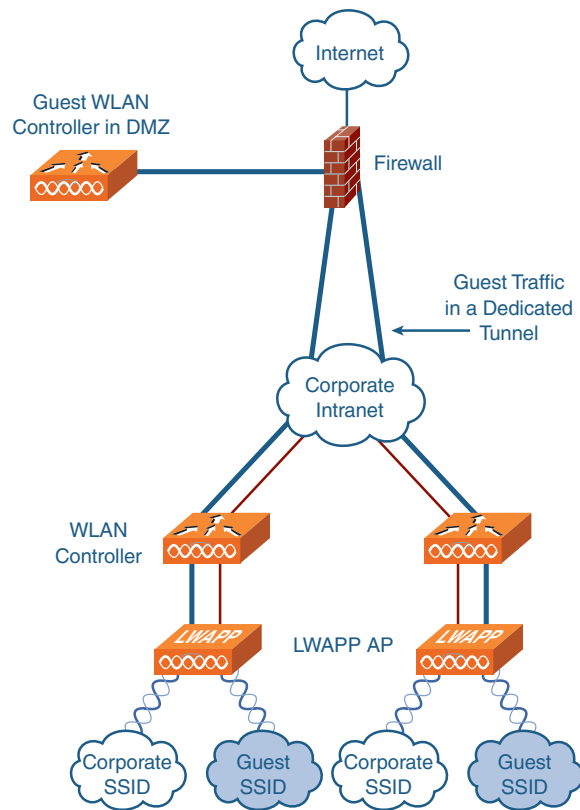 Internet
Guest WLAN
Controller in DMZ
Firewall
Guest Traffic
in a Dedicated
Tunnel
Corporate
Intranet
WLAN
Controller
LWAPP
LWAPP AP
LWAPP
Corporate
SSID
Guest
SSID
Corporate
SSID
Guest
SSID